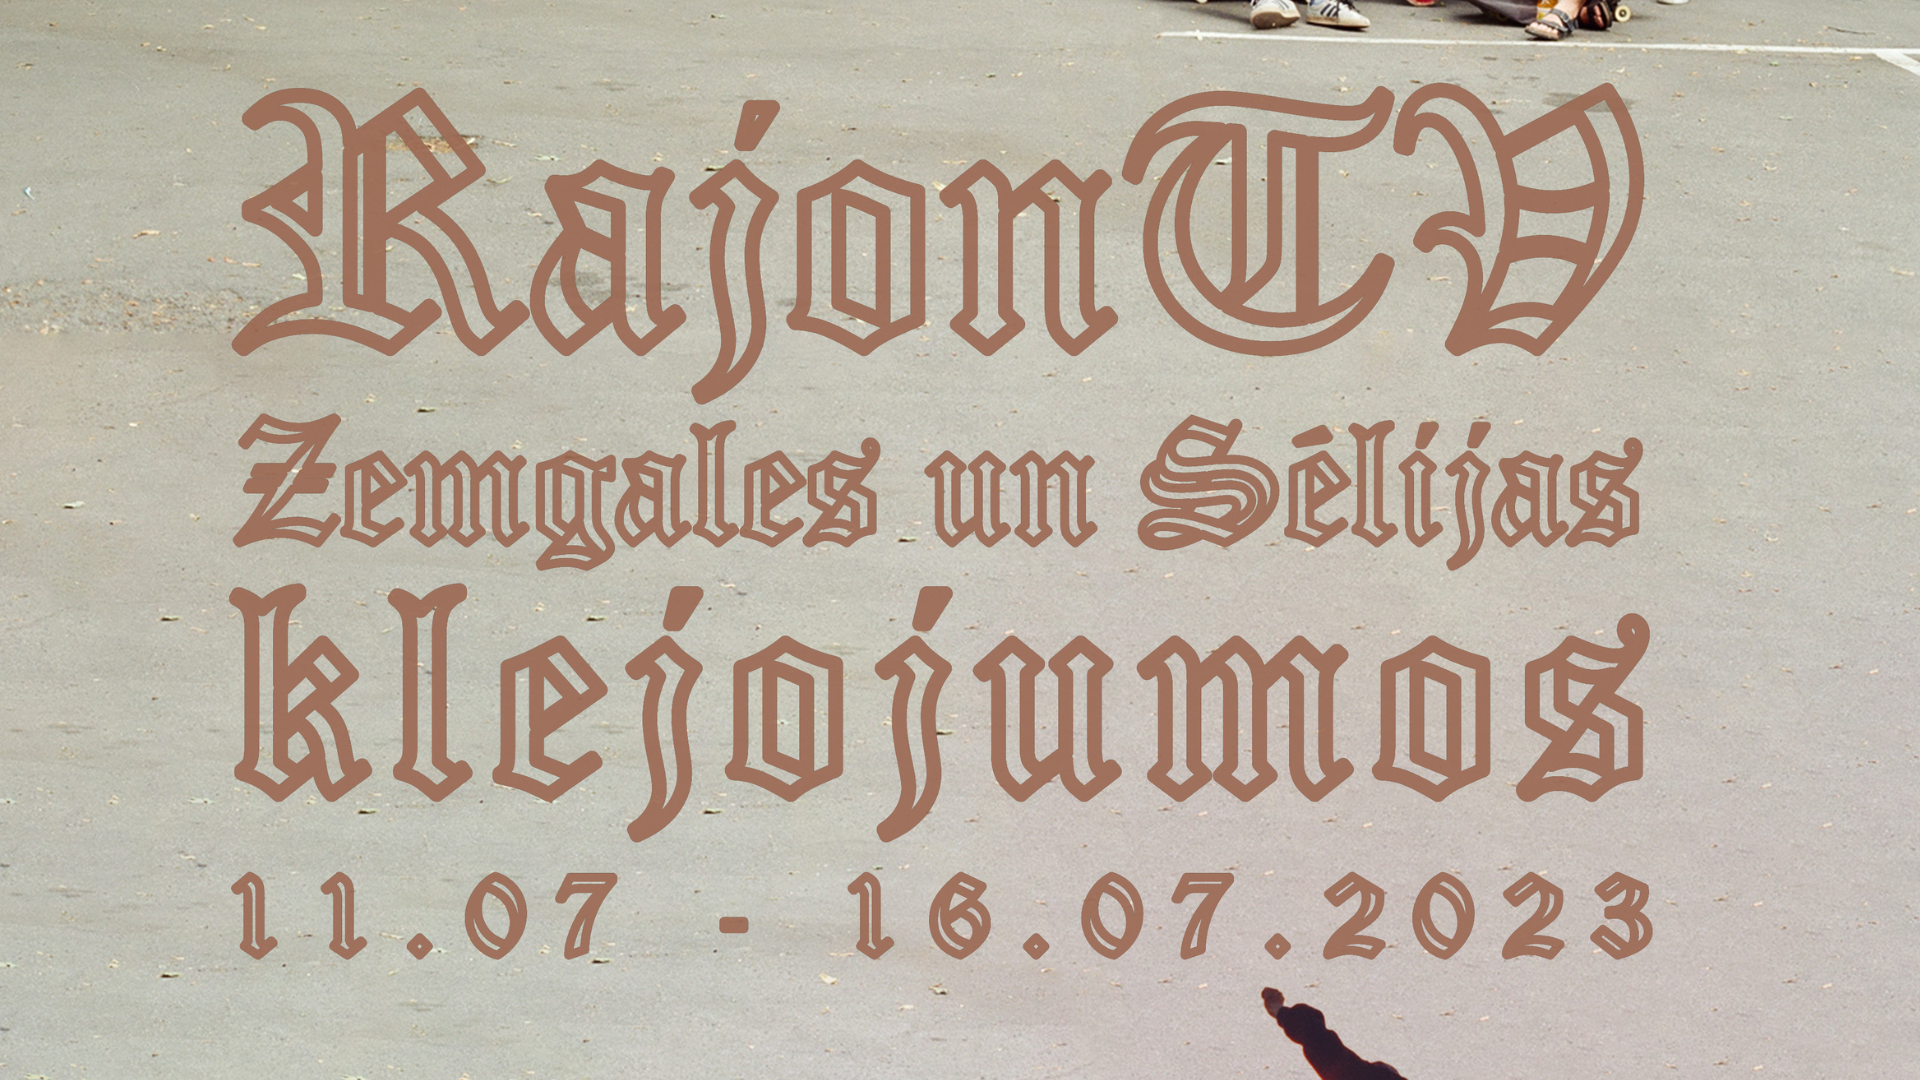 RajonTV
Zemgales un Sēlijas
klejojumos
11.07 - 16.07.2023